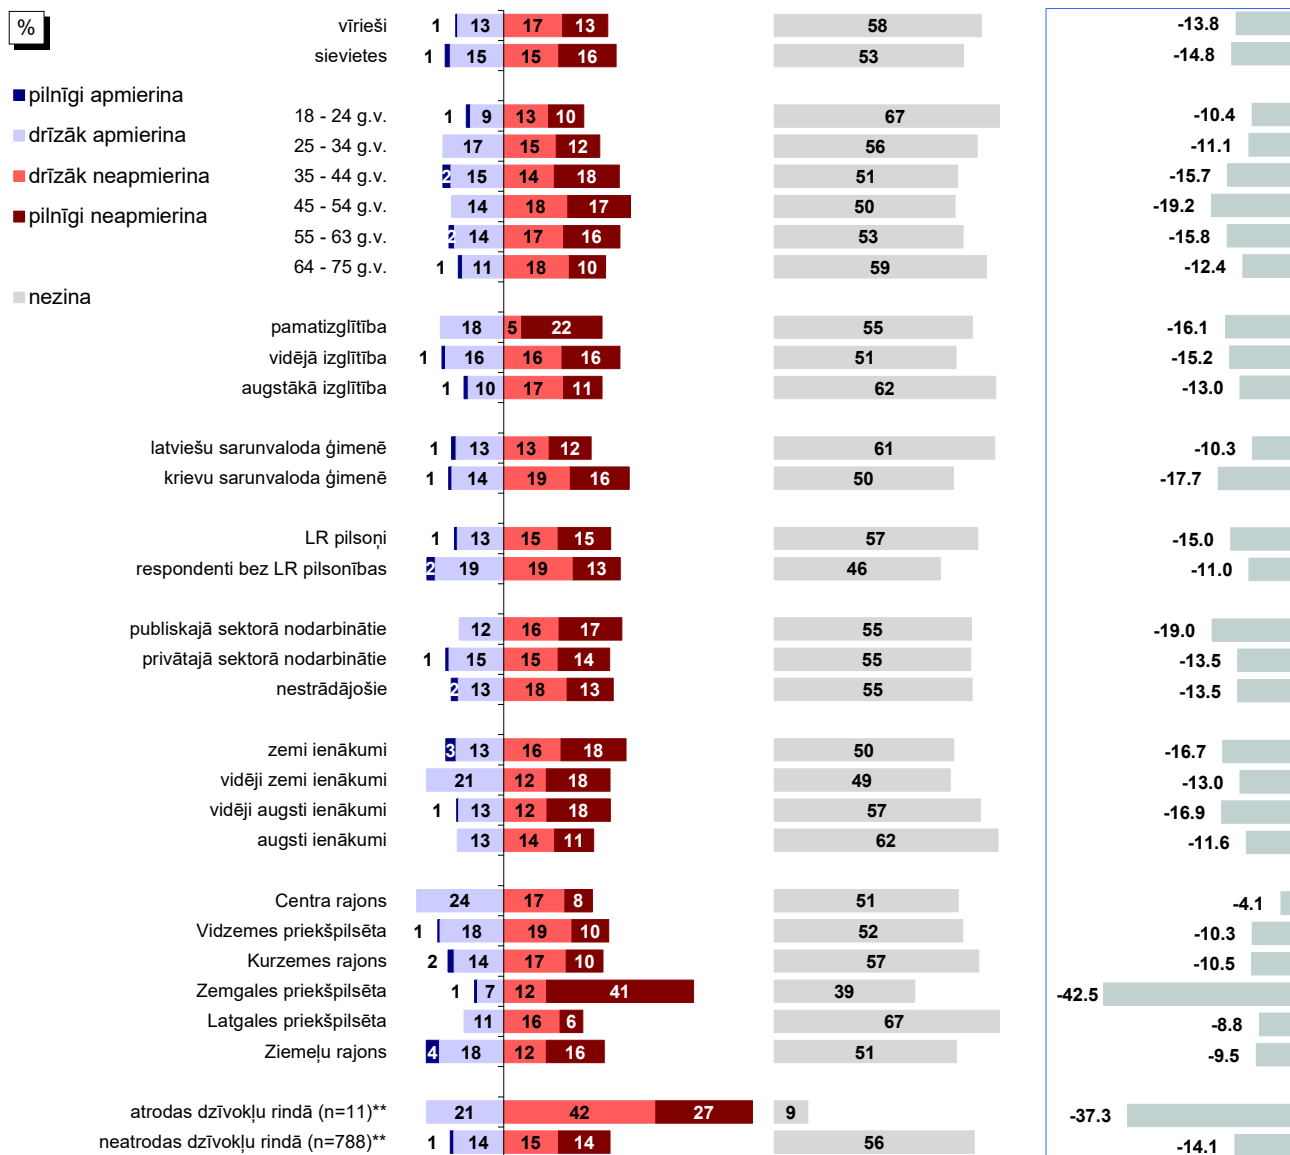 %
pilnīgi apmierina
drīzāk apmierina
drīzāk neapmierina
pilnīgi neapmierina
nezina
vīrieši 1 13 17 13 58 -13.8
sievietes 1 15 15 16 53 -14.8
18 - 24 g.v. 1 9 13 10 67 -10.4
25 - 34 g.v. 17 15 12 56 -11.1
35 - 44 g.v. 2 15 14 18 51 -15.7
45 - 54 g.v. 14 18 17 50 -19.2
55 - 63 g.v. 2 14 17 16 53 -15.8
64 - 75 g.v. 1 11 18 10 59 -12.4
pamatizglītība 18 5 22 55 -16.1
vidējā izglītība 1 16 16 16 51 -15.2
augstākā izglītība 1 10 17 11 62 -13.0
latviešu sarunvaloda ģimenē 1 13 13 12 61 -10.3
krievu sarunvaloda ģimenē 1 14 19 16 50 -17.7
LR pilsoņi 1 13 15 15 57 -15.0
respondenti bez LR pilsonības 2 19 19 13 46 -11.0
publiskajā sektorā nodarbinātie 12 16 17 55 -19.0
privātajā sektorā nodarbinātie 1 15 15 14 55 -13.5
nestrādājošie 2 13 18 13 55 -13.5
zemi ienākumi 3 13 16 18 50 -16.7
vidēji zemi ienākumi 21 12 18 49 -13.0
vidēji augsti ienākumi 1 13 12 18 57 -16.9
augsti ienākumi 13 14 11 62 -11.6
Centra rajons 24 17 8 51 -4.1
Vidzemes priekšpilsēta 1 18 19 10 52 -10.3
Kurzemes rajons 2 14 17 10 57 -10.5
Zemgales priekšpilsēta 1 7 12 41 39 -42.5
Latgales priekšpilsēta 11 16 6 67 -8.8
Ziemeļu rajons 4 18 12 16 51 -9.5
atrodas dzīvokļu rindā (n=11)** 21 42 27 9 -37.3
neatrodas dzīvokļu rindā (n=788)** 1 14 15 14 56 -14.1